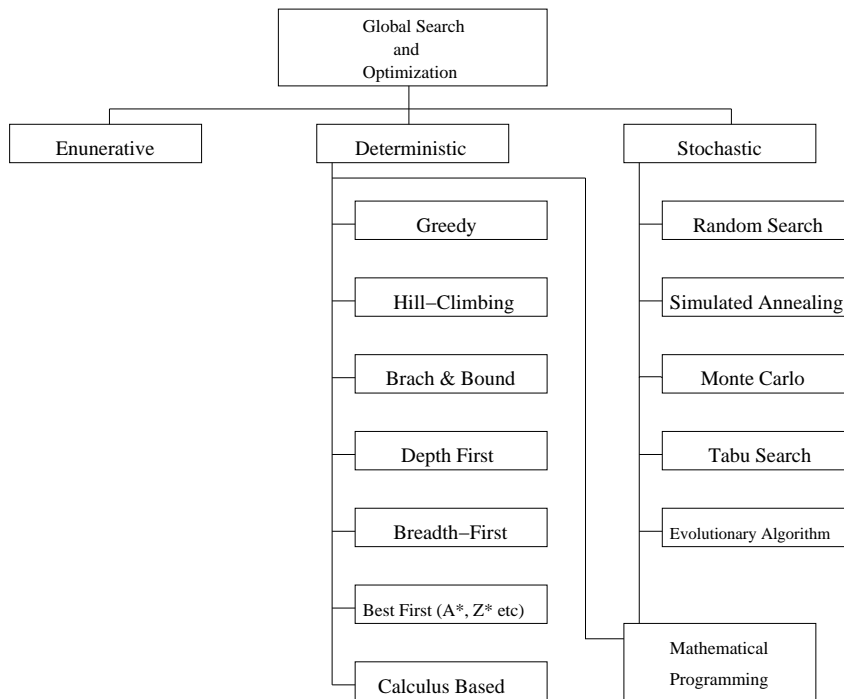 Global Search
and
Optimization
Enunerative
Deterministic
Stochastic
Greedy
Random Search
Hill−Climbing
Simulated Annealing
Brach & Bound
Monte Carlo
Depth First
Tabu Search
Breadth−First
Evolutionary Algorithm
Best First (A*, Z* etc)
Mathematical
Programming
Calculus Based